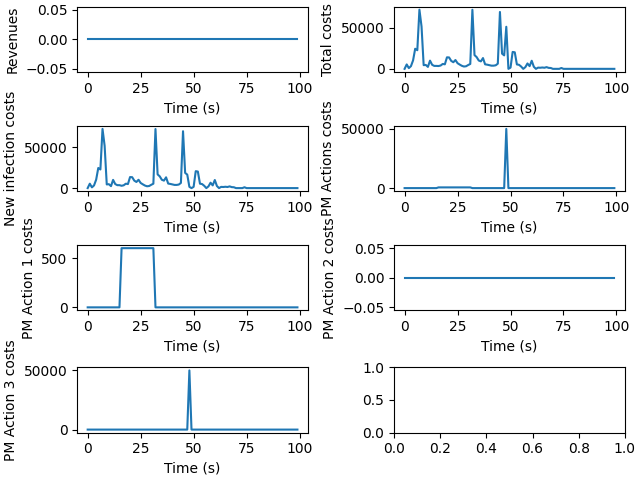 Revenues
0.05
0.00
−0.05
0 25 50 75 100
Time (s)
Total costs
50000
0
0 25 50 75 100
Time (s)
New infection costs
50000
0
0 25 50 75 100
Time (s)
PM Actions costs
50000
0
0 25 50 75 100
Time (s)
PM Action 1 costs
500
0
0 25 50 75 100
Time (s)
PM Action 2 costs
0.05
0.00
−0.05
0 25 50 75 100
Time (s)
PM Action 3 costs
50000
0
0 25 50 75 100
Time (s)
1.0
0.5
0.0
0.0 0.2 0.4 0.6 0.8 1.0